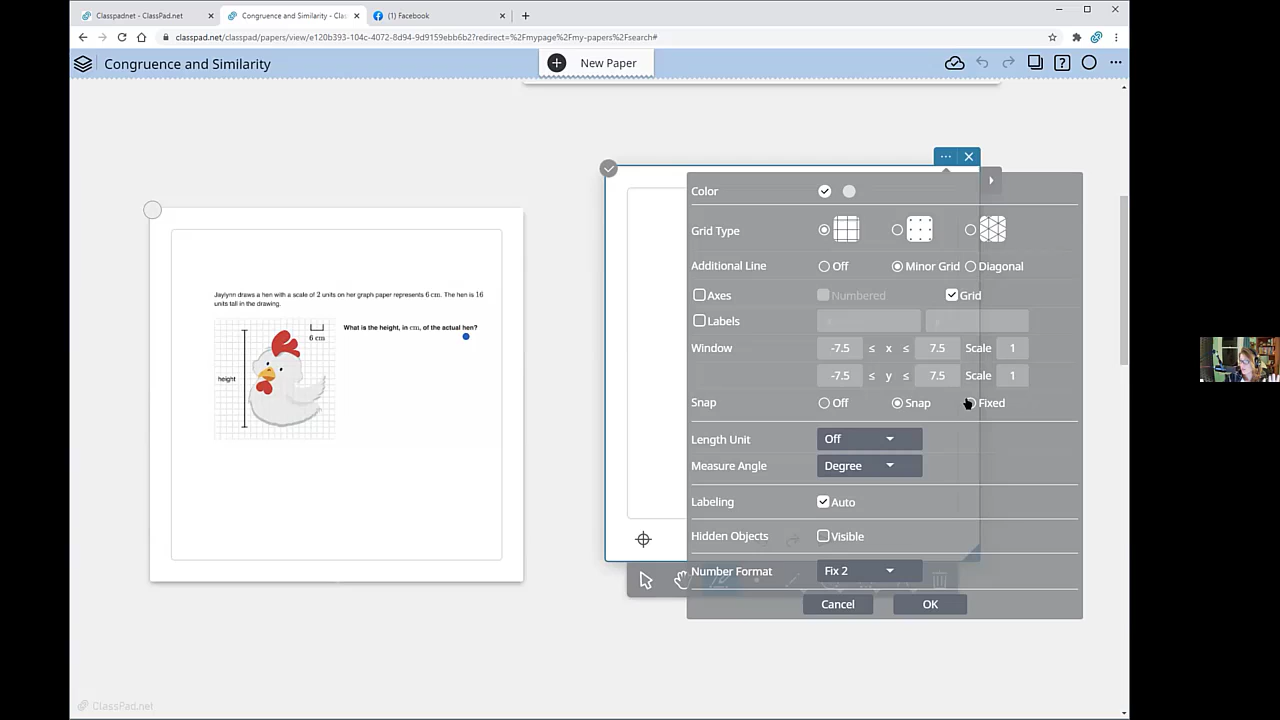 Classpadnet - ClassPad.net
Congruence and Similarity - Clas
(1) Facebook
classpad.net/classpad/papers/view/e120b393-104c-4072-8d94-9d9159ebb6b2?redirect=%2Fmypage%2Fmy-papers%2Fsearch#
Congruence and Similarity
New Paper
Jaylynn draws a hen with a scale of 2 units on her graph paper represents 6 cm. The hen is 16
units tall in the drawing.
What is the height, in cm, of the actual hen?
6 cm
height
Color
Grid Type
Additional Line Off Minor Grid Diagonal
Axes Numbered Grid
Labels
Window -7.5 ≤ x ≤ 7.5 Scale 1
-7.5 ≤ y ≤ 7.5 Scale 1
Snap Off Snap Fixed
Length Unit Off
Measure Angle Degree
Labeling Auto
Hidden Objects Visible
Number Format Fix 2
Cancel OK
ClassPad.net